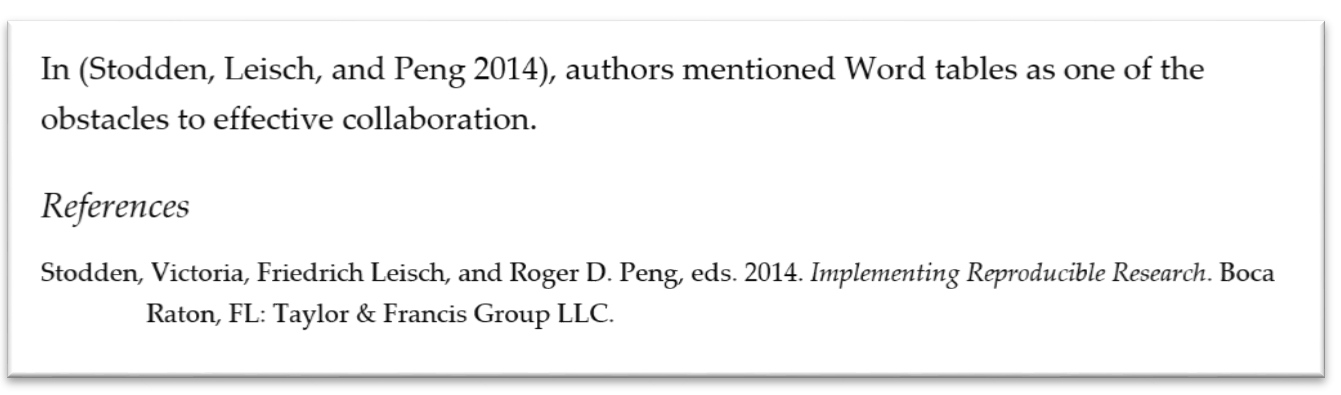 In (Stodden, Leisch, and Peng 2014), authors mentioned Word tables as one of the
obstacles to effective collaboration.
References
Stodden, Victoria, Friedrich Leisch, and Roger D. Peng, eds. 2014. Implementing Reproducible Research. Boca
Raton, FL: Taylor & Francis Group LLC.